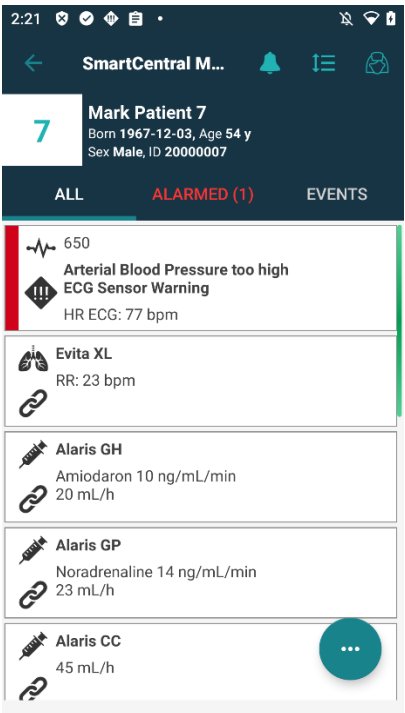 2:21
SmartCentral M...
7
Mark Patient 7
Born 1967-12-03, Age 54 y
Sex Male, ID 20000007
ALL
ALARMED (1)
EVENTS
650
Arterial Blood Pressure too high
ECG Sensor Warning
HR ECG: 77 bpm
Evita XL
RR: 23 bpm
Alaris GH
Amiodaron 10 ng/mL/min
20 mL/h
Alaris GP
Noradrenaline 14 ng/mL/min
23 mL/h
Alaris CC
45 mL/h